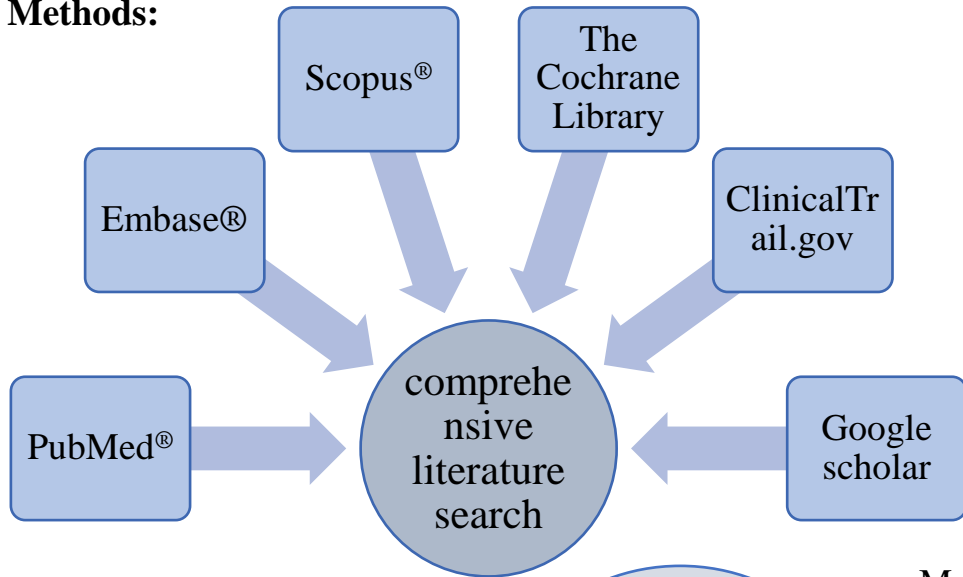 Methods:
Scopus®
The
Cochrane
Library
Embase®
ClinicalTr
ail.gov
PubMed®
comprehe
nsive
literature
search
Google
scholar